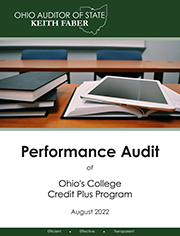 OHIO AUDITOR OF STATE
KEITH FABER
Performance Audit
of
Ohio's College
Credit Plus Program
August 2022
Efficient • Effective • Transparent